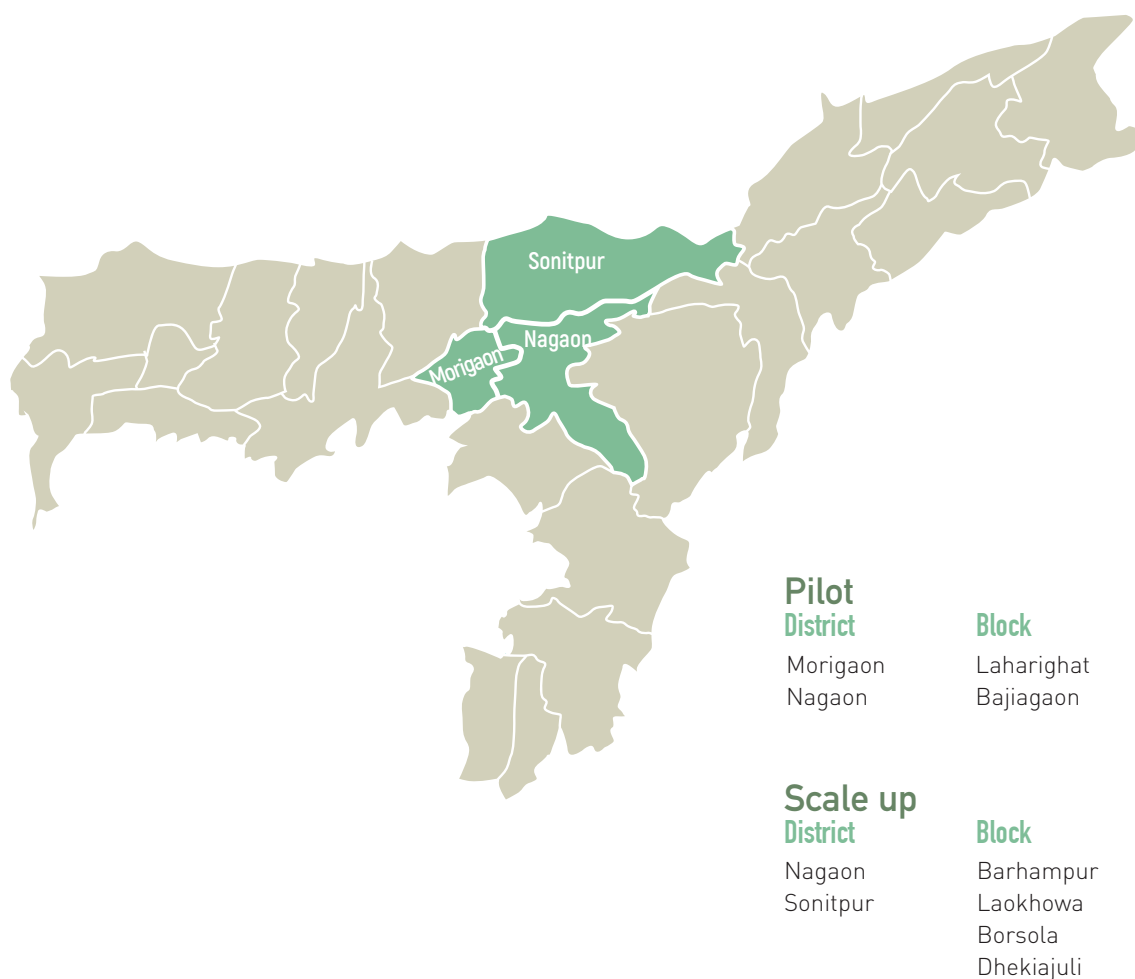 Sonitpur
Nagaon
Morigaon
Pilot
District Block
Morigaon Laharighat
Nagaon Bajiagaon
Scale up
District Block
Nagaon Barhampur
Sonitpur Laokhowa
Borsola
Dhekiajuli